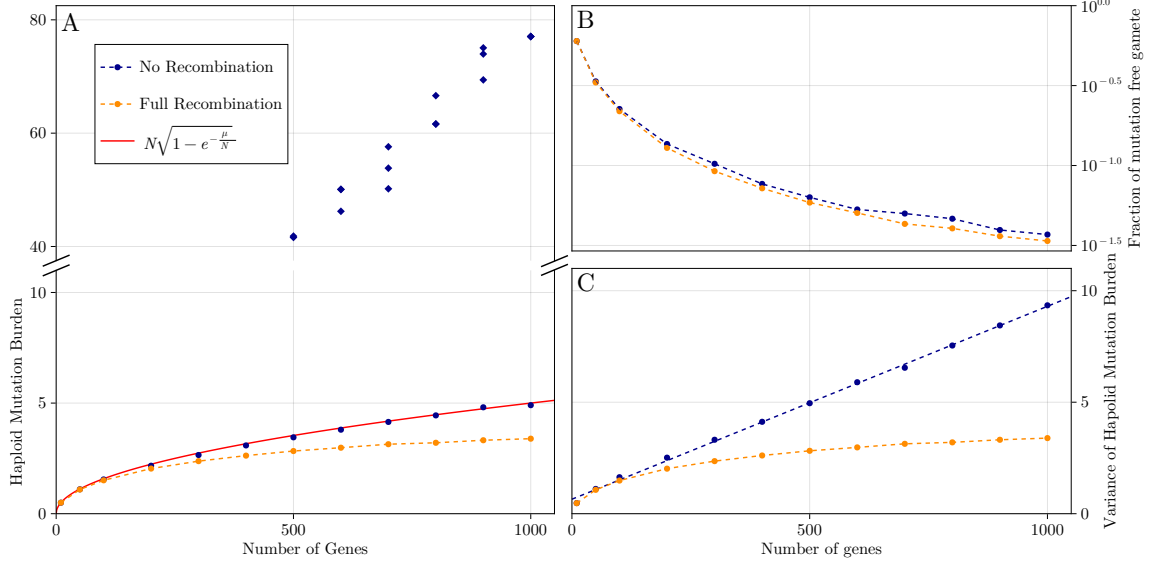 A
80
60
40
10
5
0
No Recombination
Full Recombination
N√(1 − e^{−μ/N})
Haploid Mutation Burden
0
500
1000
Number of Genes
B
10^{0.0}
10^{−0.5}
10^{−1.0}
10^{−1.5}
Fraction of mutation free gamete
C
10
5
0
Variance of Hapolid Mutation Burden
0
500
1000
Number of genes